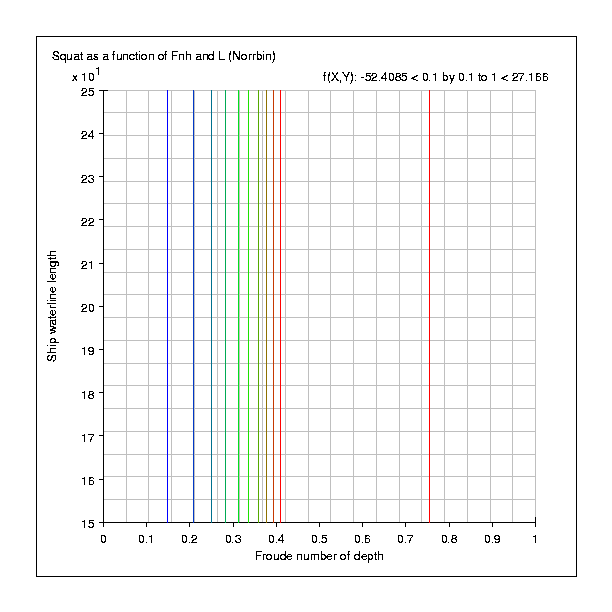 Squat as a function of Fnh and L (Norrbin)
x 10^1
f(X,Y): -52.4085 < 0.1 by 0.1 to 1 < 27.166
25
24
23
22
21
20
19
18
17
16
15
Ship waterline length
0 0.1 0.2 0.3 0.4 0.5 0.6 0.7 0.8 0.9 1
Froude number of depth